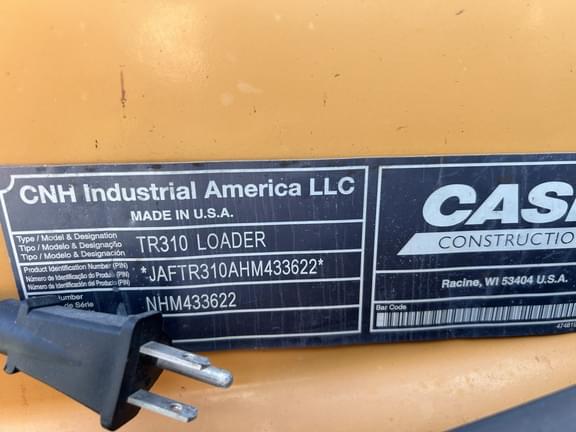 CNH Industrial America LLC
MADE IN U.S.A.
Type / Model & Designation
Tipo / Modelo & Designação
Tipo / Modelo & Designación
TR310 LOADER
Product Identification Number (PIN)
Número de Identificação do Produto (PIN)
Número de Identificación del Producto (PIN)
*JAFTR310AHM433622*
Number
de Série
NHM433622
CAS
CONSTRUCTIO
Racine, WI 53404 U.S.A.
Bar Code